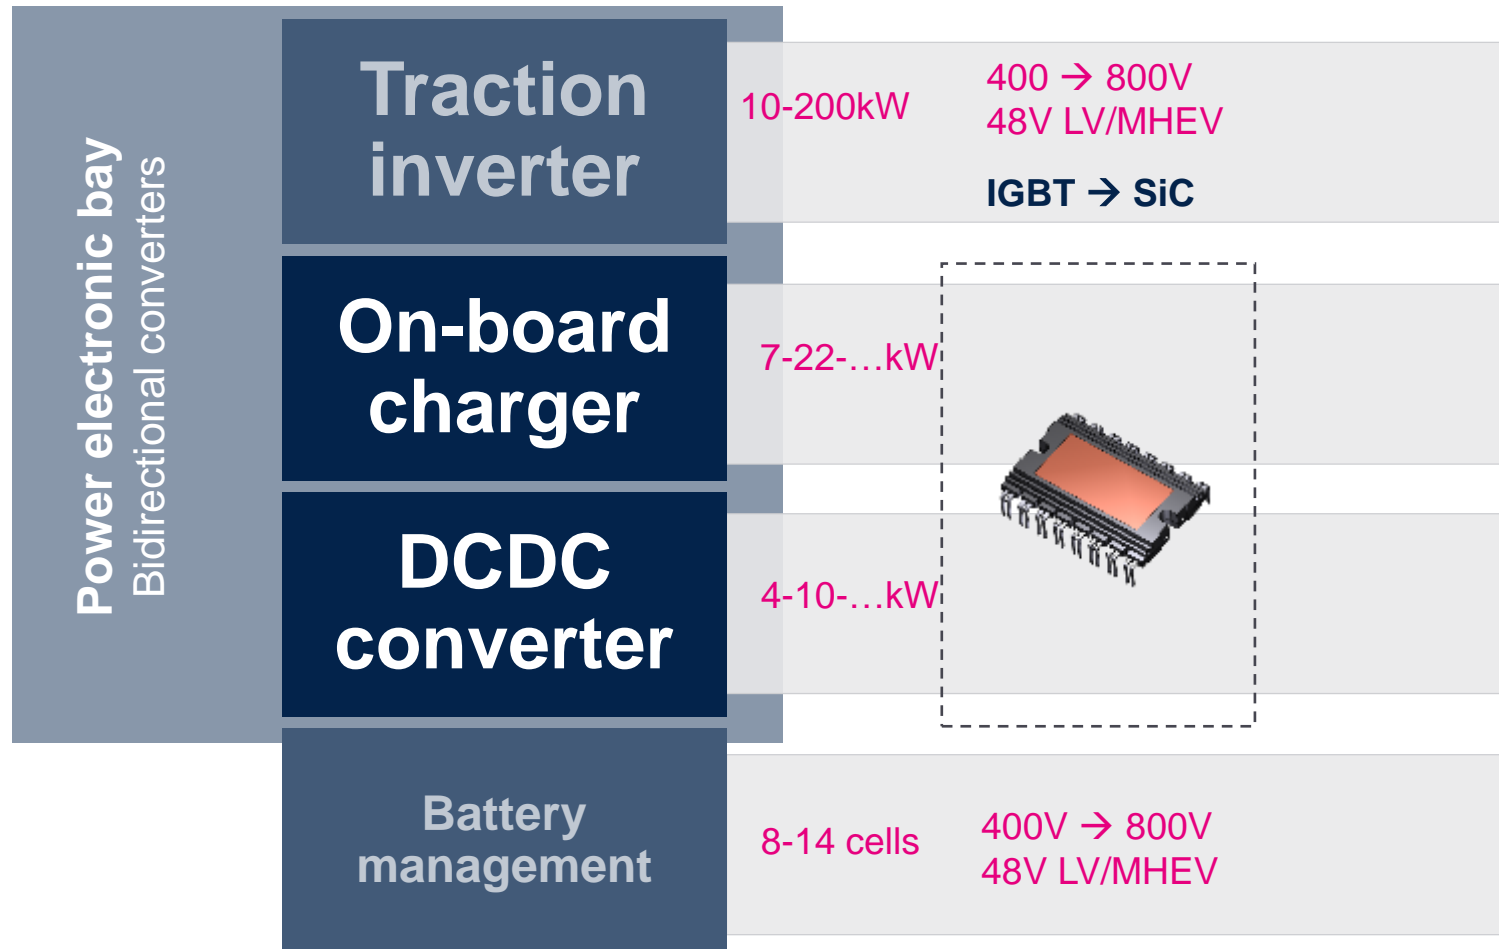 Power electronic bay
Bidirectional converters
Traction
inverter
10-200kW
400 → 800V
48V LV/MHEV
IGBT → SiC
On-board
charger
7-22-…kW
DCDC
converter
4-10-…kW
Battery
management
8-14 cells
400V → 800V
48V LV/MHEV